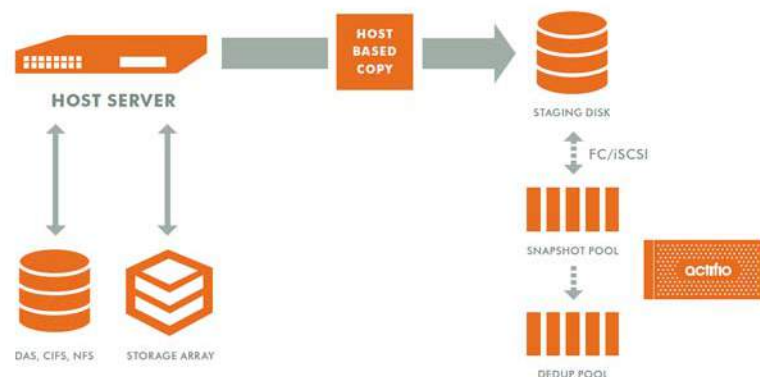 HOST
BASED
COPY
HOST SERVER
STAGING DISK
FC/iSCSI
SNAPSHOT POOL
actifio
DAS, CIFS, NFS
STORAGE ARRAY
DEDUP POOL